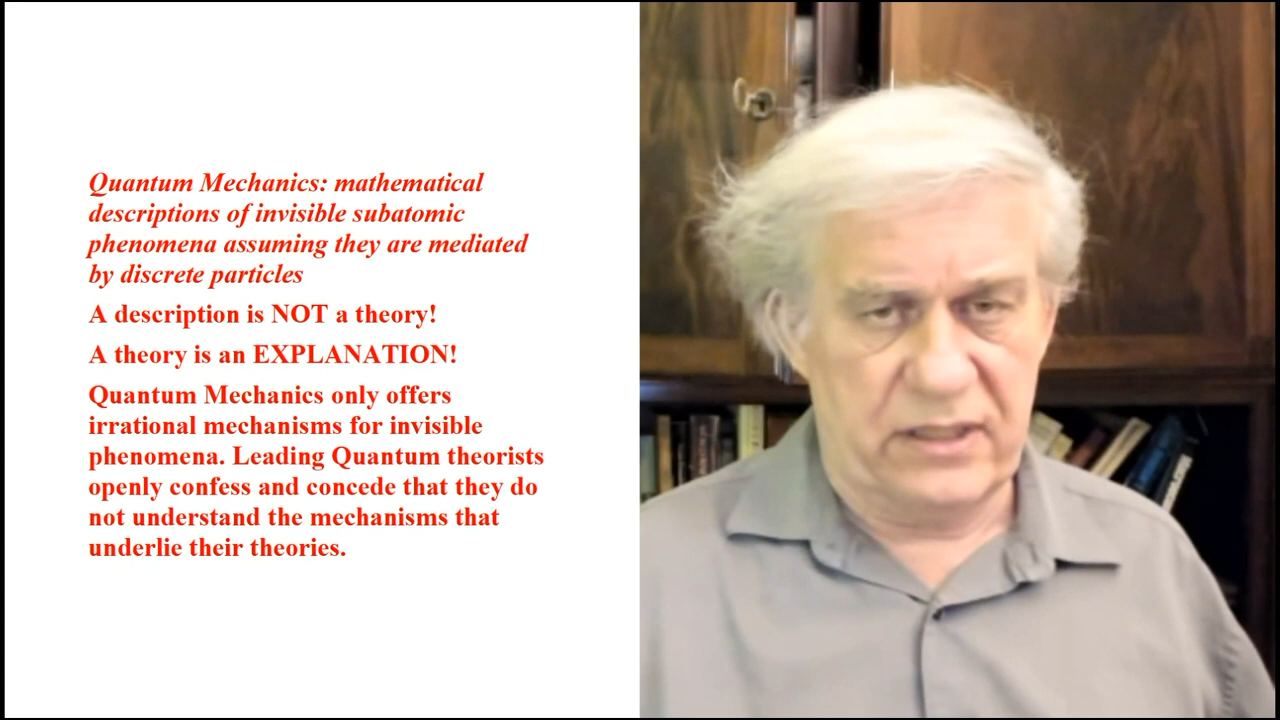 Quantum Mechanics: mathematical
descriptions of invisible subatomic
phenomena assuming they are mediated
by discrete particles
A description is NOT a theory!
A theory is an EXPLANATION!
Quantum Mechanics only offers
irrational mechanisms for invisible
phenomena. Leading Quantum theorists
openly confess and concede that they do
not understand the mechanisms that
underlie their theories.